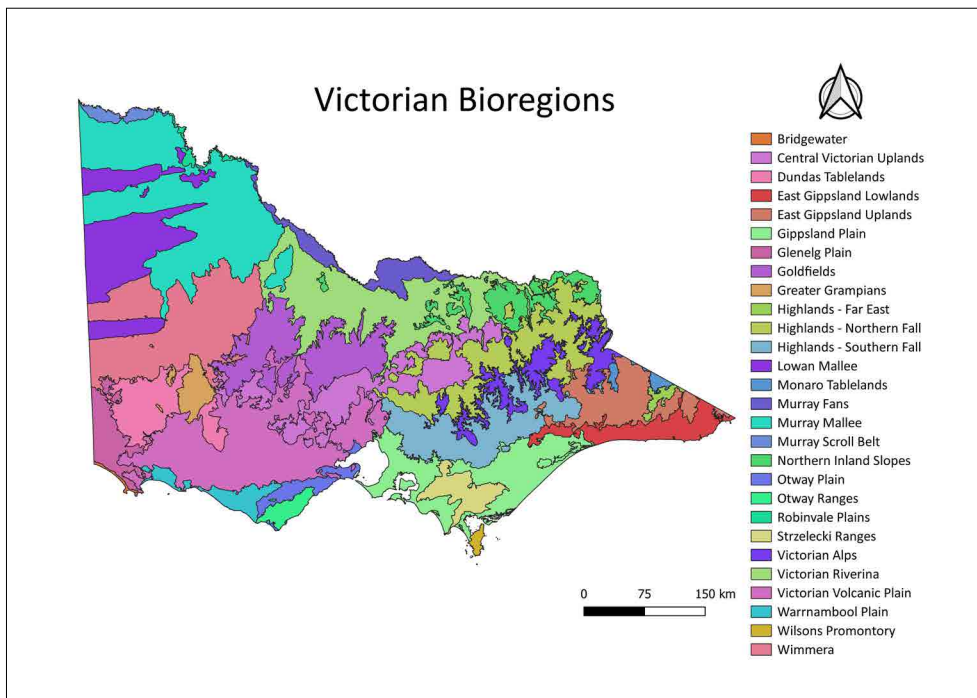 Victorian Bioregions
Bridgewater
Central Victorian Uplands
Dundas Tablelands
East Gippsland Lowlands
East Gippsland Uplands
Gippsland Plain
Glenelg Plain
Goldfields
Greater Grampians
Highlands - Far East
Highlands - Northern Fall
Highlands - Southern Fall
Lowan Mallee
Monaro Tablelands
Murray Fans
Murray Mallee
Murray Scroll Belt
Northern Inland Slopes
Otway Plain
Otway Ranges
Robinvale Plains
Strzelecki Ranges
Victorian Alps
Victorian Riverina
Victorian Volcanic Plain
Warrnambool Plain
Wilsons Promontory
Wimmera
0 75 150 km